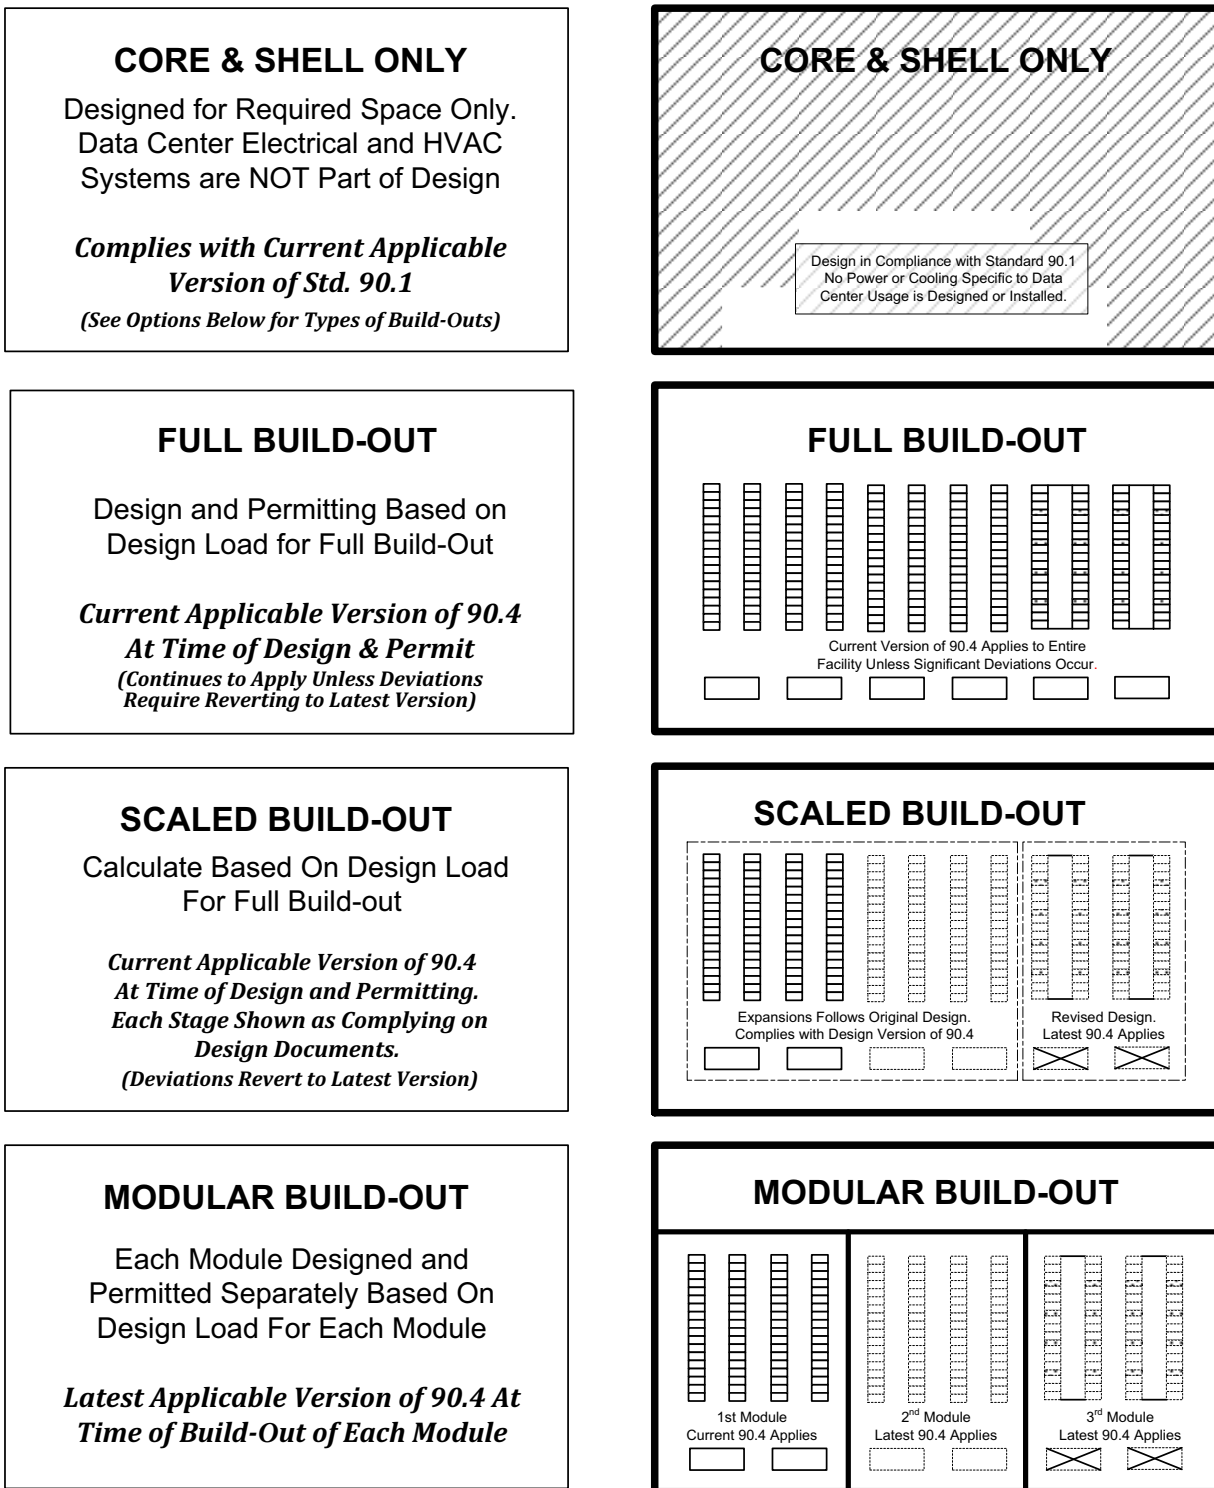 CORE & SHELL ONLY
Designed for Required Space Only.
Data Center Electrical and HVAC
Systems are NOT Part of Design
Complies with Current Applicable
Version of Std. 90.1
(See Options Below for Types of Build-Outs)
CORE & SHELL ONLY
Design in Compliance with Standard 90.1
No Power or Cooling Specific to Data
Center Usage is Designed or Installed.
FULL BUILD-OUT
Design and Permitting Based on
Design Load for Full Build-Out
Current Applicable Version of 90.4
At Time of Design & Permit
(Continues to Apply Unless Deviations
Require Reverting to Latest Version)
FULL BUILD-OUT
Current Version of 90.4 Applies to Entire
Facility Unless Significant Deviations Occur.
SCALED BUILD-OUT
Calculate Based On Design Load
For Full Build-out
Current Applicable Version of 90.4
At Time of Design and Permitting.
Each Stage Shown as Complying on
Design Documents.
(Deviations Revert to Latest Version)
SCALED BUILD-OUT
Expansions Follows Original Design.
Complies with Design Version of 90.4
Revised Design.
Latest 90.4 Applies
MODULAR BUILD-OUT
Each Module Designed and
Permitted Separately Based On
Design Load For Each Module
Latest Applicable Version of 90.4 At
Time of Build-Out of Each Module
MODULAR BUILD-OUT
1st Module
Current 90.4 Applies
2nd Module
Latest 90.4 Applies
3rd Module
Latest 90.4 Applies